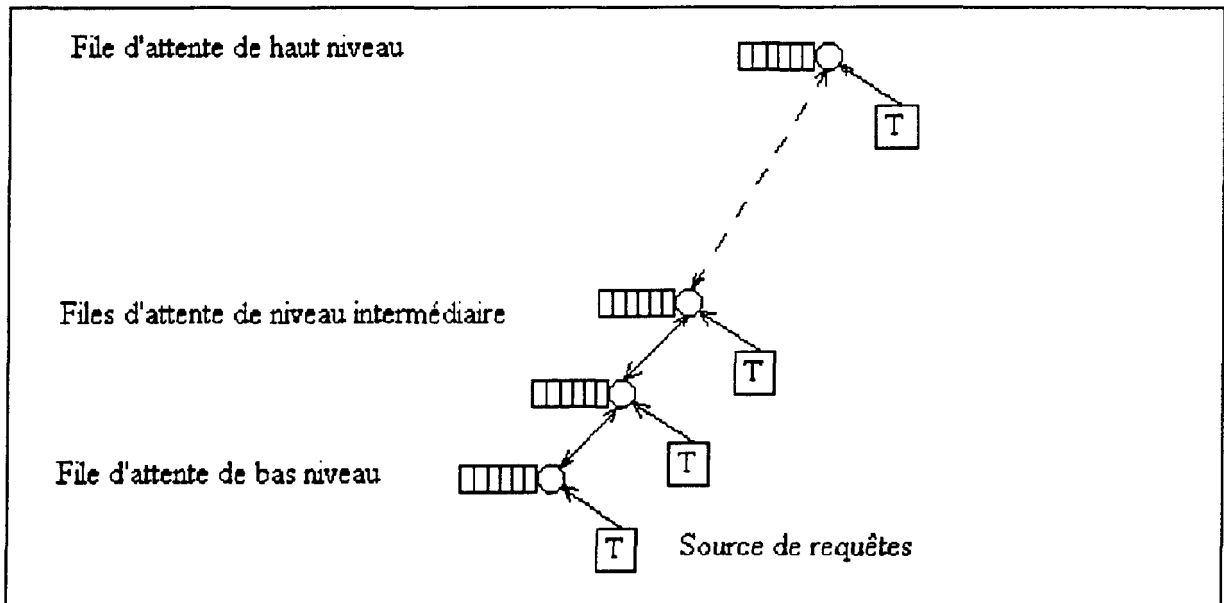 File d'attente de haut niveau
T
Files d'attente de niveau intermédiaire
T
T
File d'attente de bas niveau
T
Source de requêtes